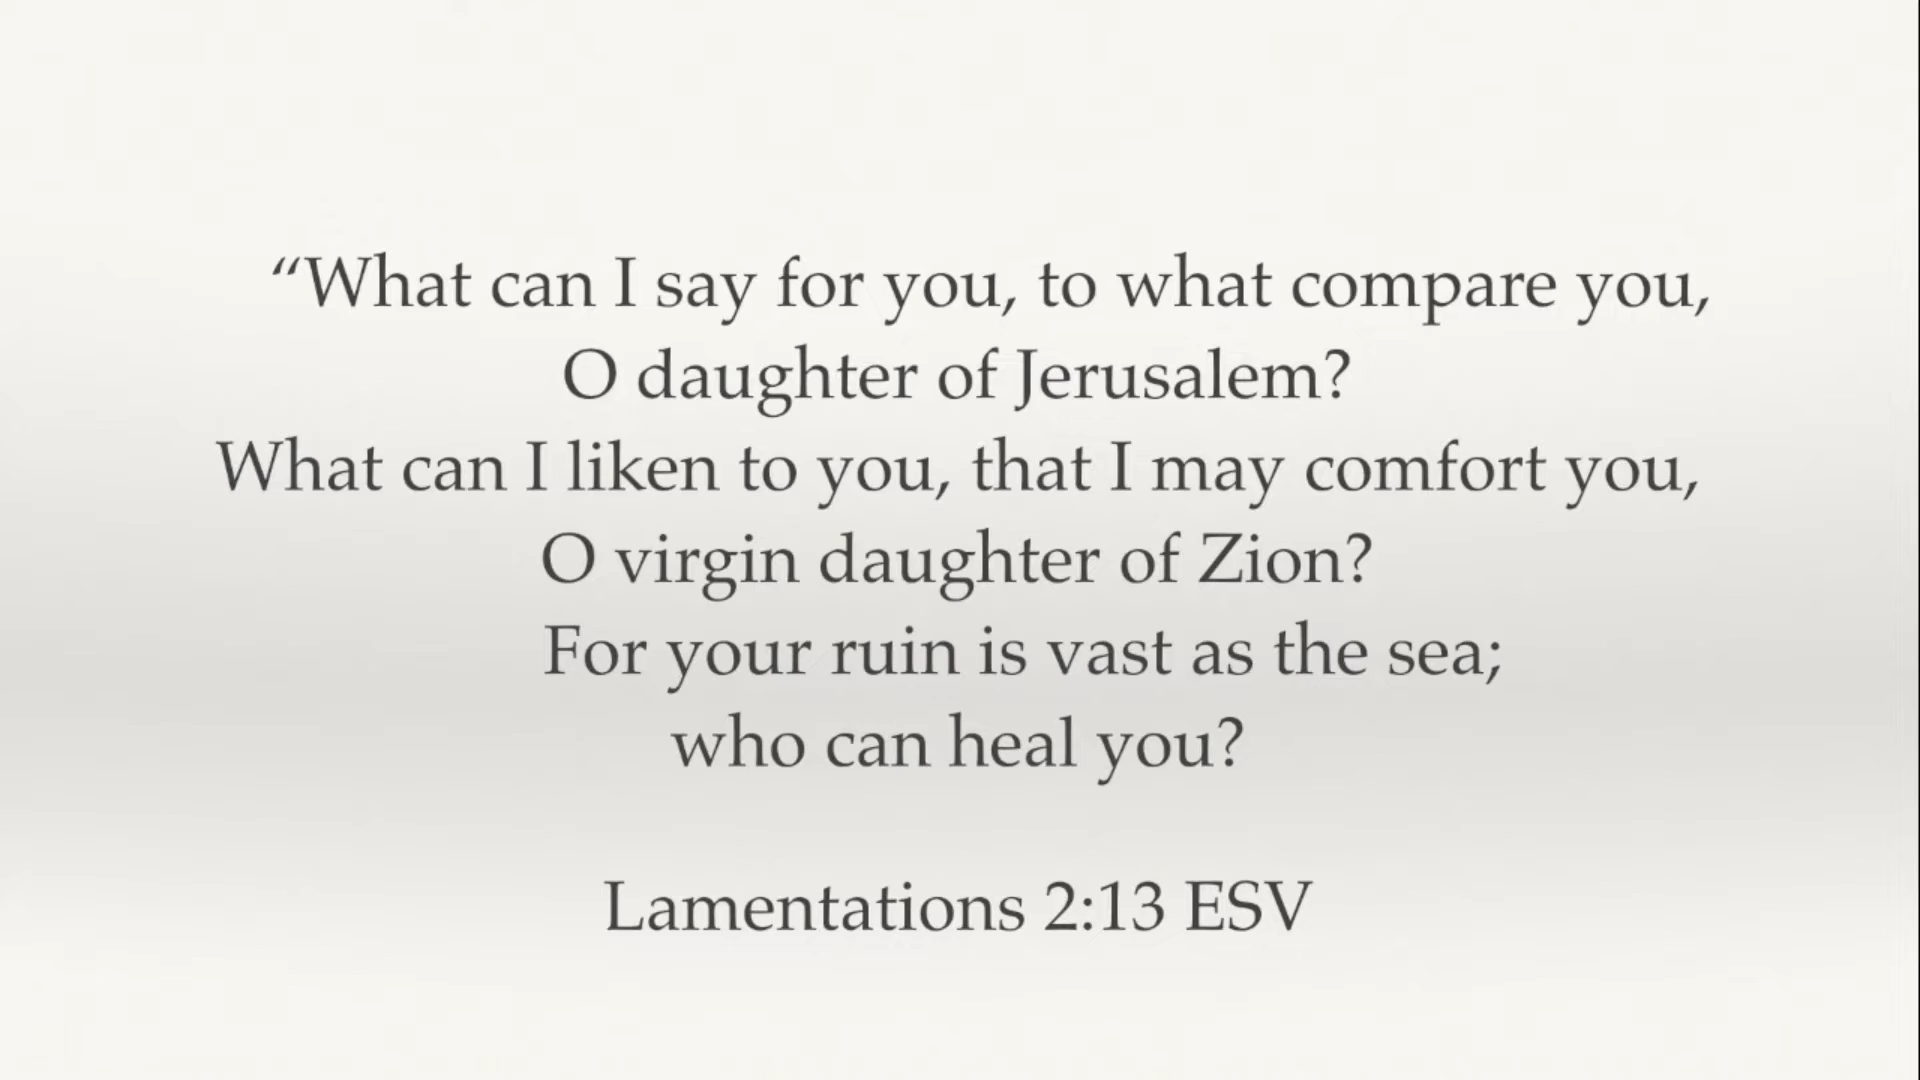 “What can I say for you, to what compare you,
O daughter of Jerusalem?
What can I liken to you, that I may comfort you,
O virgin daughter of Zion?
For your ruin is vast as the sea;
who can heal you?
Lamentations 2:13 ESV